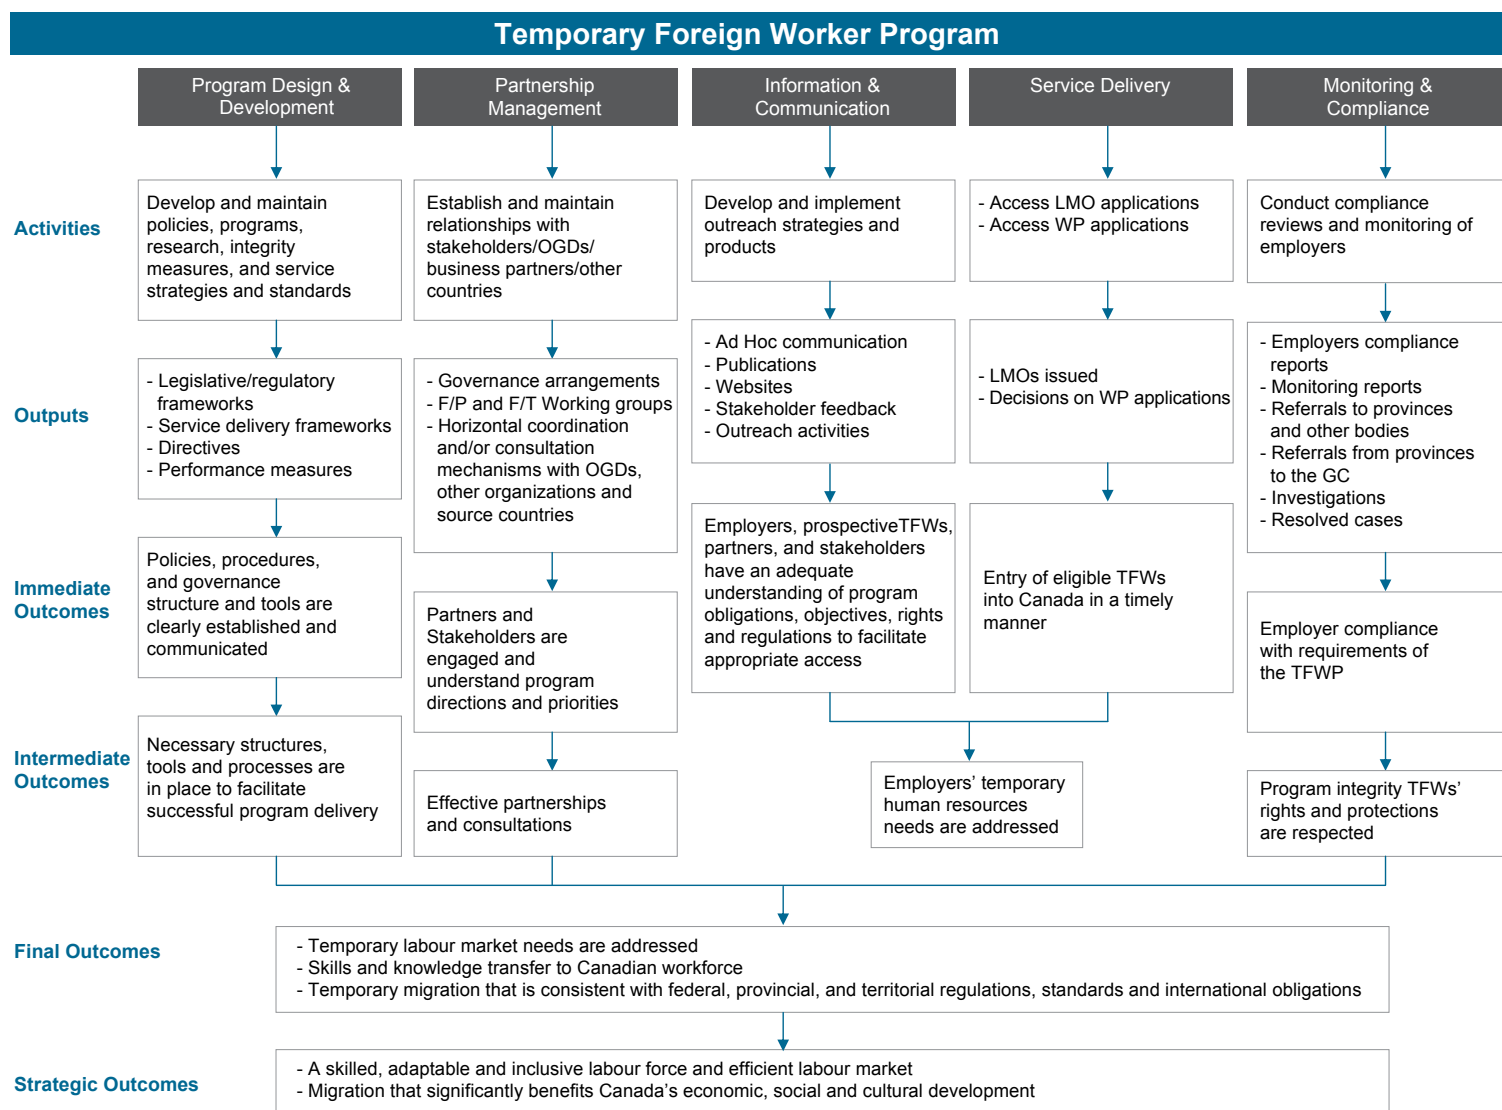 Temporary Foreign Worker Program
Program Design &
Development
Partnership
Management
Information &
Communication
Service Delivery
Monitoring &
Compliance
Activities
Develop and maintain
policies, programs,
research, integrity
measures, and service
strategies and standards
Establish and maintain
relationships with
stakeholders/OGDs/
business partners/other
countries
Develop and implement
outreach strategies and
products
- Access LMO applications
- Access WP applications
Conduct compliance
reviews and monitoring of
employers
Outputs
- Legislative/regulatory
frameworks
- Service delivery frameworks
- Directives
- Performance measures
- Governance arrangements
- F/P and F/T Working groups
- Horizontal coordination
and/or consultation
mechanisms with OGDs,
other organizations and
source countries
- Ad Hoc communication
- Publications
- Websites
- Stakeholder feedback
- Outreach activities
- LMOs issued
- Decisions on WP applications
- Employers compliance
reports
- Monitoring reports
- Referrals to provinces
and other bodies
- Referrals from provinces
to the GC
- Investigations
- Resolved cases
Immediate
Outcomes
Policies, procedures,
and governance
structure and tools are
clearly established and
communicated
Partners and
Stakeholders are
engaged and
understand program
directions and priorities
Employers, prospectiveTFWs,
partners, and stakeholders
have an adequate
understanding of program
obligations, objectives, rights
and regulations to facilitate
appropriate access
Entry of eligible TFWs
into Canada in a timely
manner
Employer compliance
with requirements of
the TFWP
Intermediate
Outcomes
Necessary structures,
tools and processes are
in place to facilitate
successful program delivery
Effective partnerships
and consultations
Employers’ temporary
human resources
needs are addressed
Program integrity TFWs’
rights and protections
are respected
Final Outcomes
- Temporary labour market needs are addressed
- Skills and knowledge transfer to Canadian workforce
- Temporary migration that is consistent with federal, provincial, and territorial regulations, standards and international obligations
Strategic Outcomes
- A skilled, adaptable and inclusive labour force and efficient labour market
- Migration that significantly benefits Canada’s economic, social and cultural development